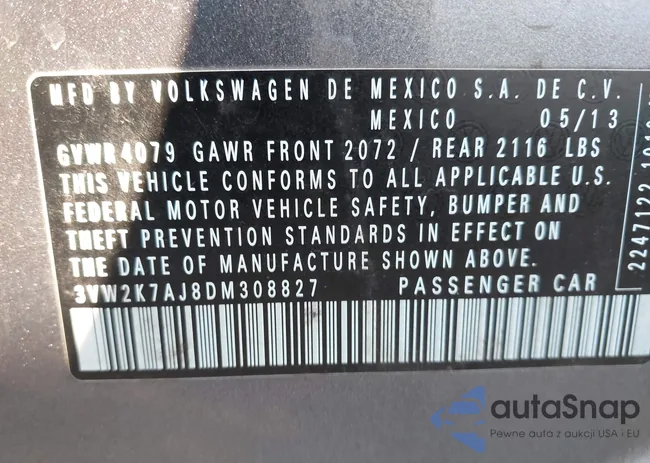 MFD BY VOLKSWAGEN DE MEXICO S.A. DE C.V.
MEXICO 05/13
GVWR 4079 GAWR FRONT 2072 / REAR 2116 LBS
THIS VEHICLE CONFORMS TO ALL APPLICABLE U.S.
FEDERAL MOTOR VEHICLE SAFETY, BUMPER AND
THEFT PREVENTION STANDARDS IN EFFECT ON
THE DATE OF MANUFACTURE SHOWN ABOVE.
3VW2K7AJ8DM308827 PASSENGER CAR
2247122
autaSnap
Pewne auta z aukcji USA i EU